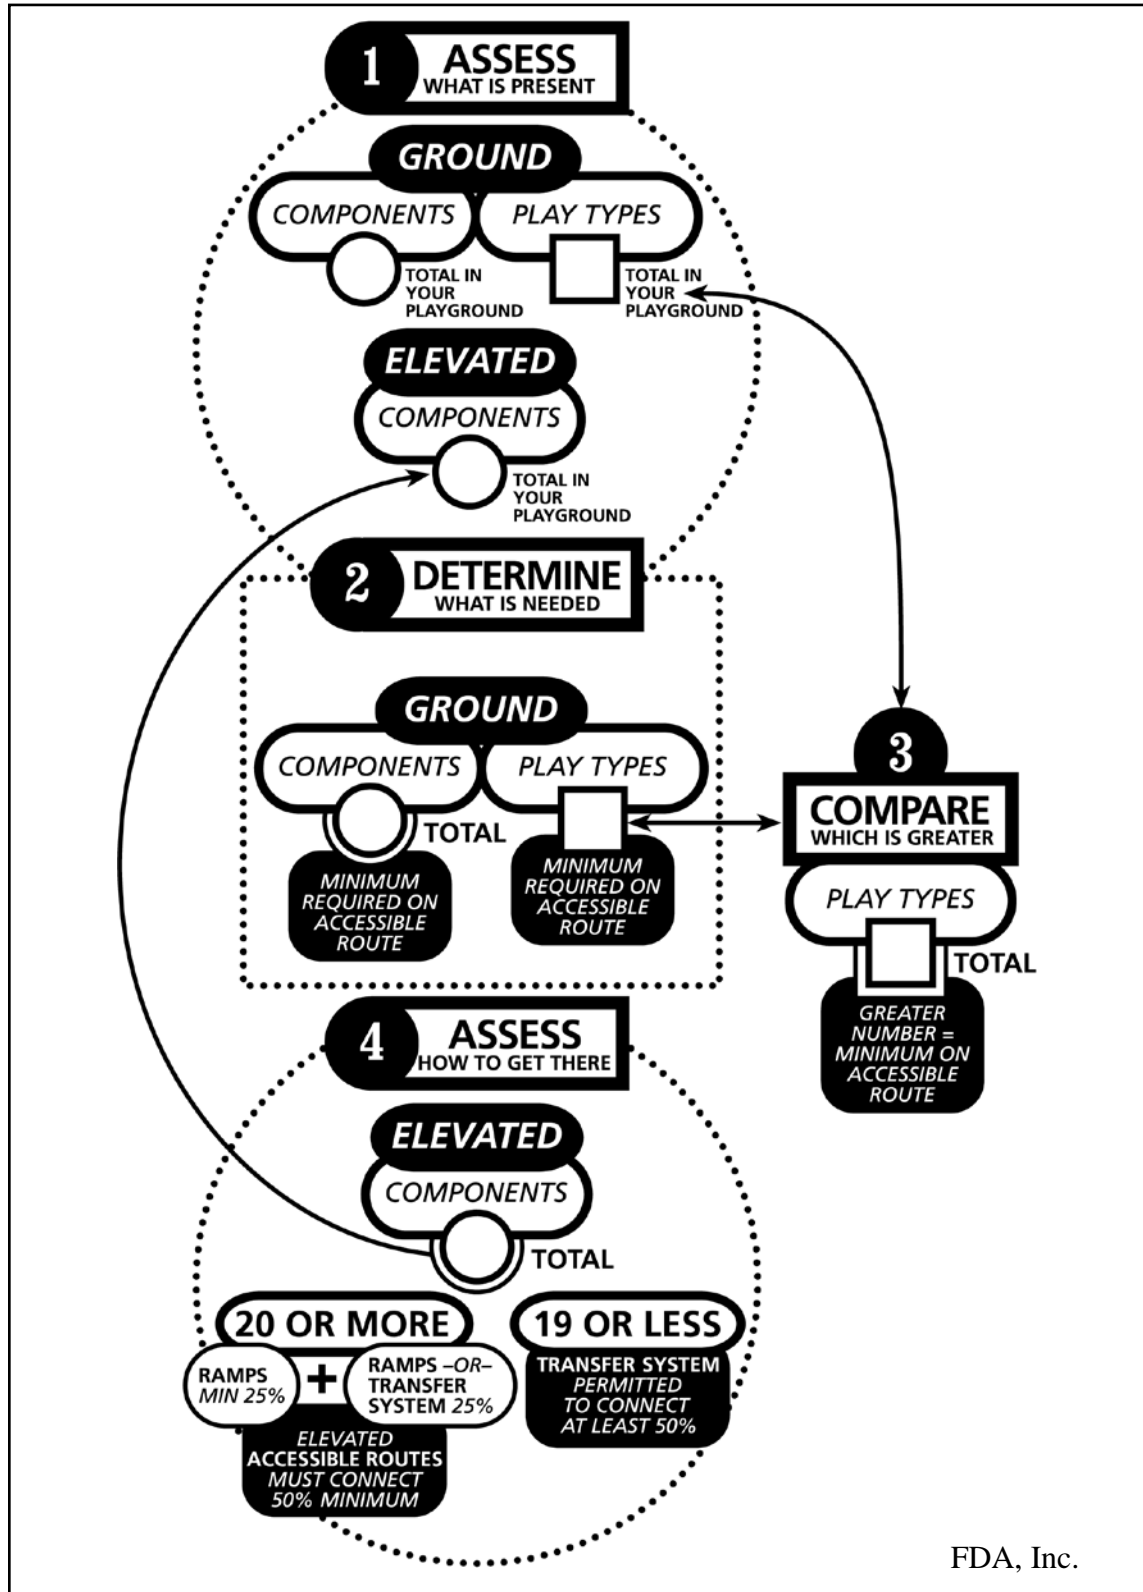 1
ASSESS
WHAT IS PRESENT
GROUND
COMPONENTS
TOTAL IN
YOUR
PLAYGROUND
PLAY TYPES
TOTAL IN
YOUR
PLAYGROUND
ELEVATED
COMPONENTS
TOTAL IN
YOUR
PLAYGROUND
2
DETERMINE
WHAT IS NEEDED
GROUND
COMPONENTS
TOTAL
MINIMUM
REQUIRED ON
ACCESSIBLE
ROUTE
PLAY TYPES
MINIMUM
REQUIRED ON
ACCESSIBLE
ROUTE
3
COMPARE
WHICH IS GREATER
PLAY TYPES
TOTAL
GREATER
NUMBER =
MINIMUM ON
ACCESSIBLE
ROUTE
4
ASSESS
HOW TO GET THERE
ELEVATED
COMPONENTS
TOTAL
20 OR MORE
RAMPS
MIN 25%
+
RAMPS –OR–
TRANSFER
SYSTEM 25%
ELEVATED
ACCESSIBLE ROUTES
MUST CONNECT
50% MINIMUM
19 OR LESS
TRANSFER SYSTEM
PERMITTED
TO CONNECT
AT LEAST 50%
FDA, Inc.